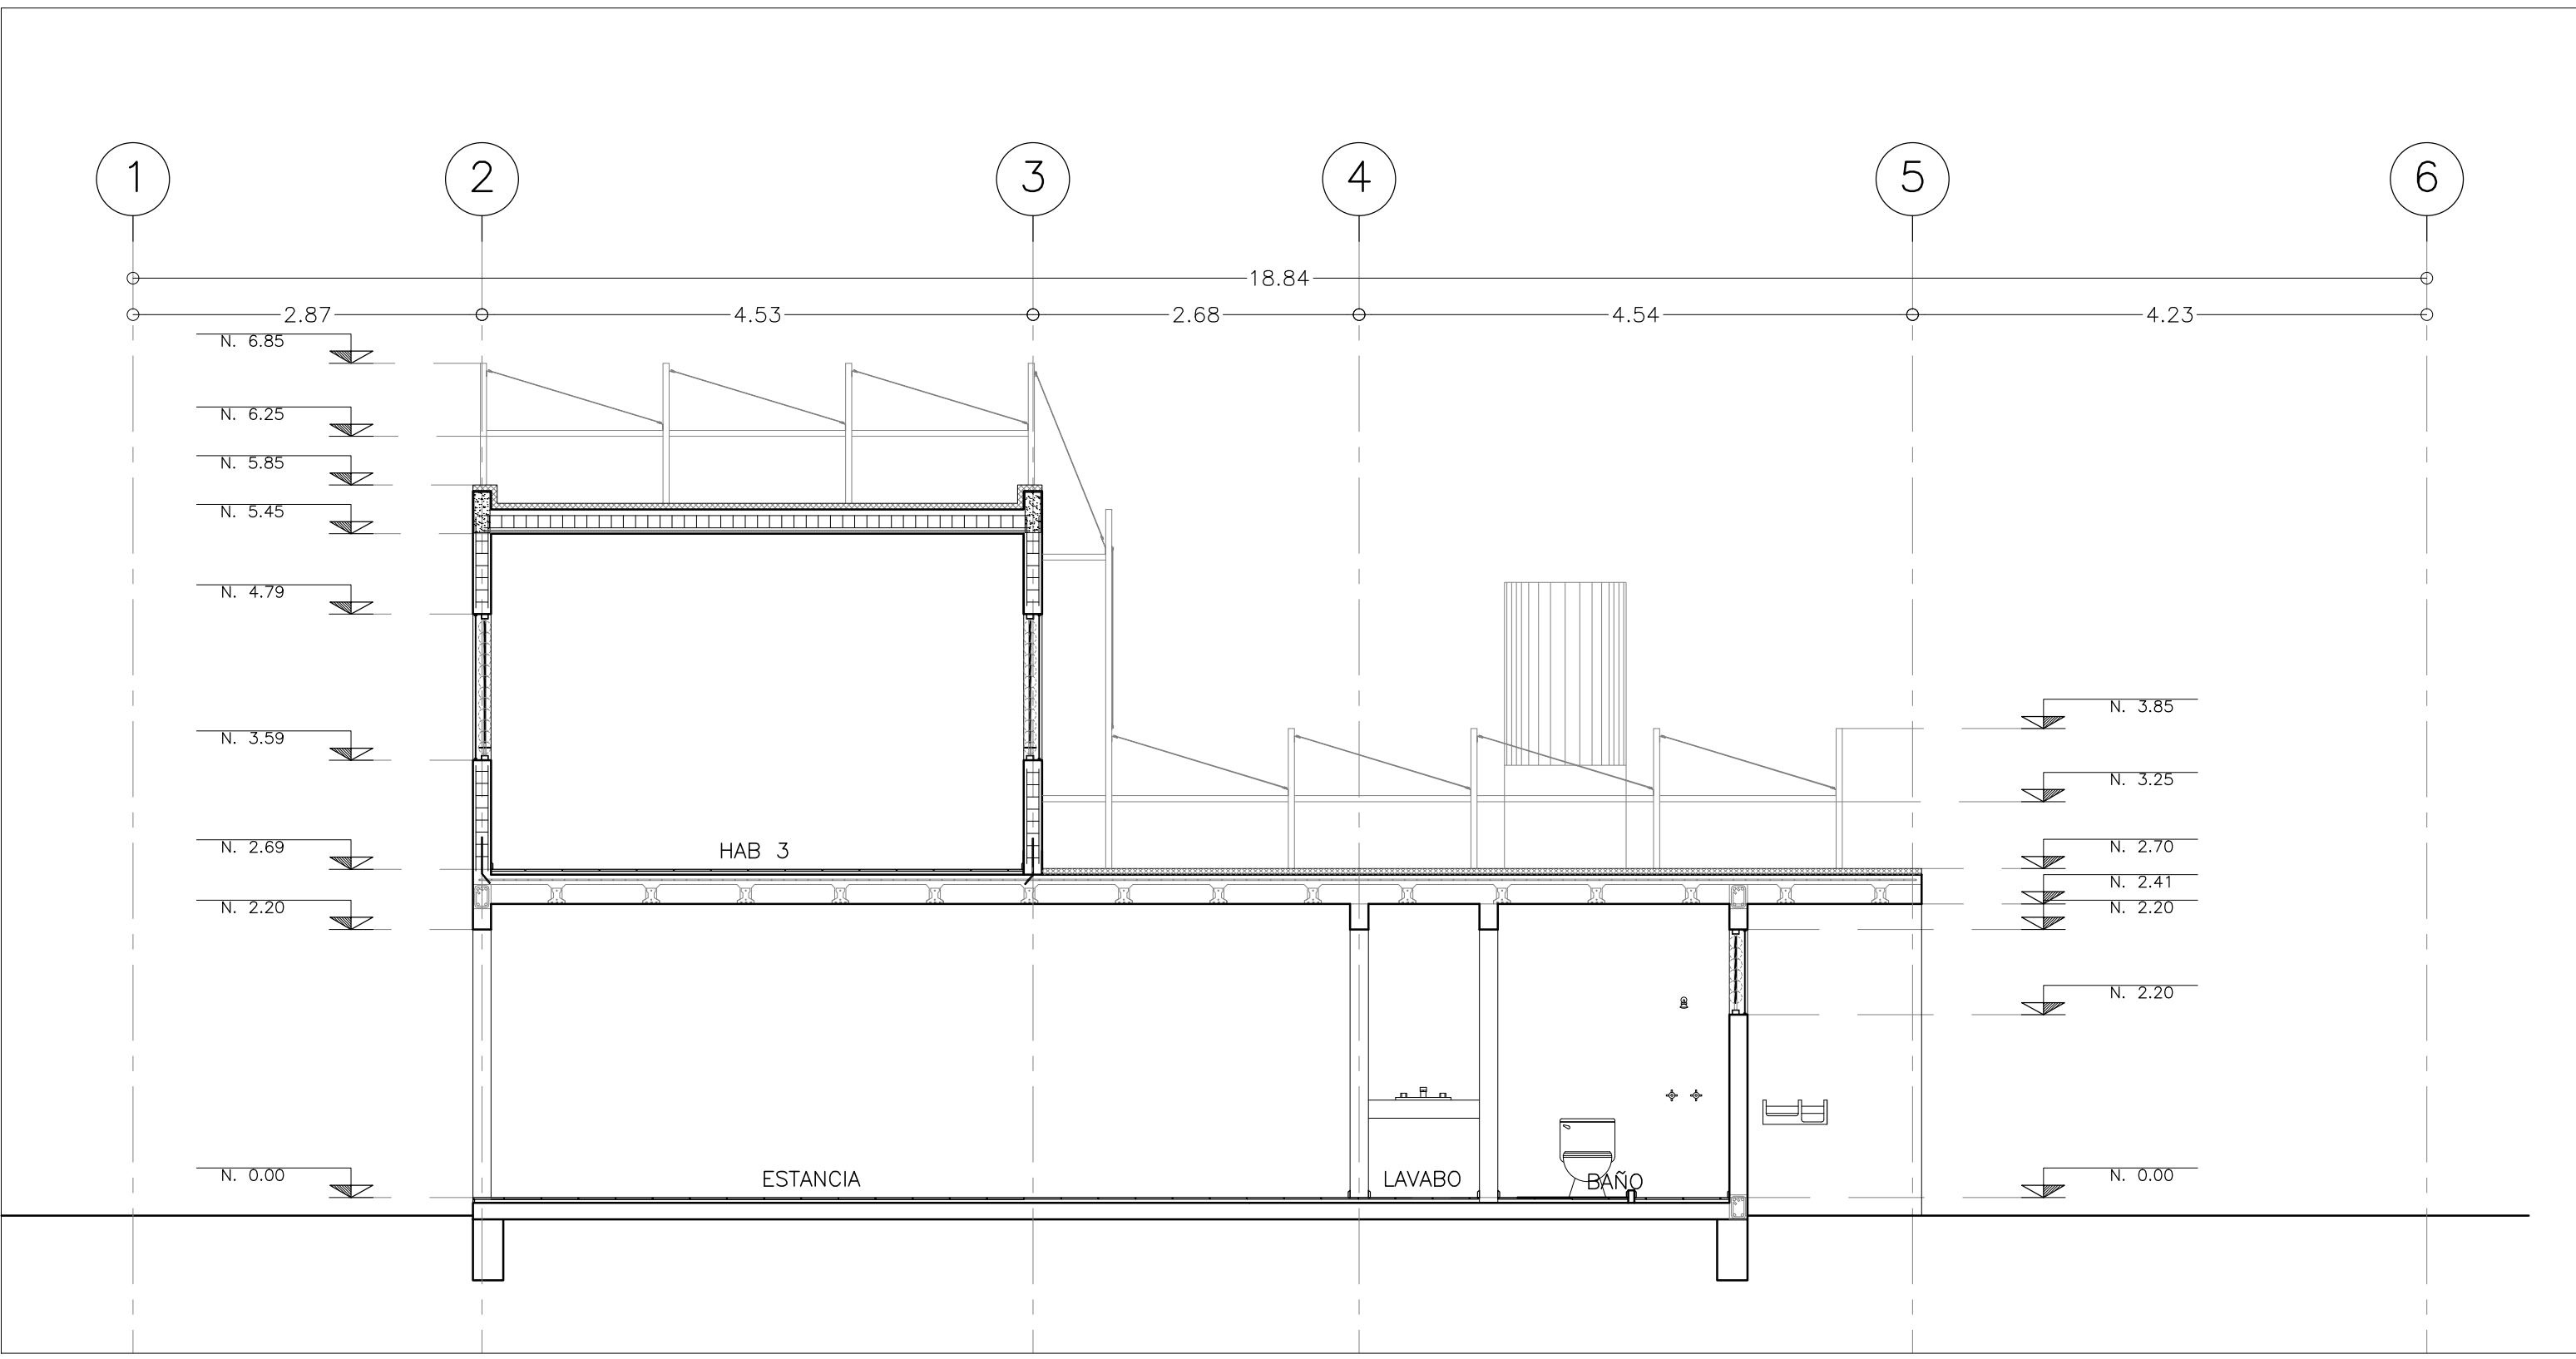 1 2 3 4 5 6
18.84
2.87 4.53 2.68 4.54 4.23
N. 6.85
N. 6.25
N. 5.85
N. 5.45
N. 4.79
N. 3.59
N. 3.85
N. 3.25
N. 2.69
HAB 3
N. 2.70
N. 2.41
N. 2.20
N. 2.20
N. 2.20
N. 0.00
ESTANCIA
LAVABO
BAÑO
N. 0.00